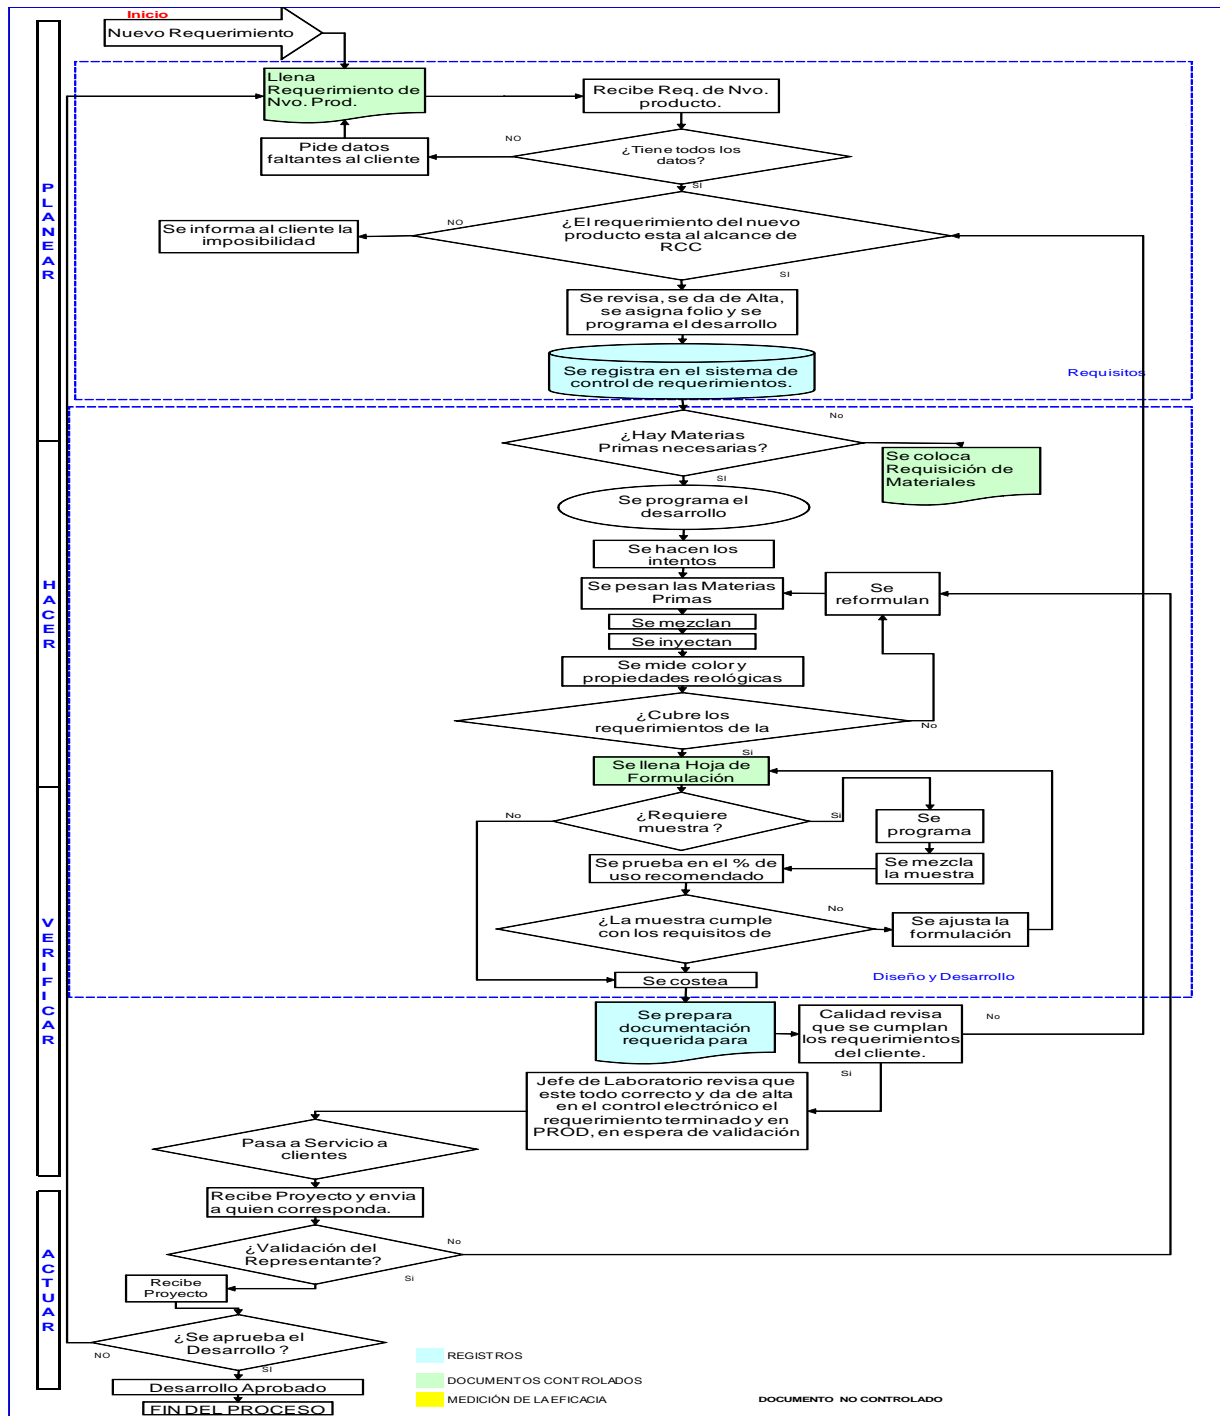 Inicio
Nuevo Requerimiento
Llena
Requerimiento de
Nvo. Prod.
Recibe Req. de Nvo.
producto.
NO
Pide datos
faltantes al cliente
¿Tiene todos los
datos?
SI
¿El requerimiento del nuevo
producto esta al alcance de
RCC
NO
Se informa al cliente la
imposibilidad
SI
Se revisa, se da de Alta,
se asigna folio y se
programa el desarrollo
Se registra en el sistema de
control de requerimientos.
Requisitos
PLANEAR
¿Hay Materias
Primas necesarias?
No
Se coloca
Requisición de
Materiales
SI
Se programa el
desarrollo
Se hacen los
intentos
Se pesan las Materias
Primas
Se
reformulan
Se mezclan
Se inyectan
Se mide color y
propiedades reológicas
HACER
¿Cubre los
requerimientos de la
No
Si
Se llena Hoja de
Formulación
¿Requiere
muestra ?
No
Si
Se
programa
Se mezcla
la muestra
Se prueba en el % de
uso recomendado
¿La muestra cumple
con los requisitos de
No
Se ajusta la
formulación
Se costea
Diseño y Desarrollo
VERIFICAR
Se prepara
documentación
requerida para
Calidad revisa
que se cumplan
los requerimientos
del cliente.
No
Si
Jefe de Laboratorio revisa que
este todo correcto y da de alta
en el control electrónico el
requerimiento terminado y en
PROD, en espera de validación
Pasa a Servicio a
clientes
Recibe Proyecto y envia
a quien corresponda.
¿Validación del
Representante?
No
Si
Recibe
Proyecto
¿Se aprueba el
Desarrollo ?
NO
SI
Desarrollo Aprobado
FIN DEL PROCESO
ACTUAR
REGISTROS
DOCUMENTOS CONTROLADOS
MEDICIÓN DE LA EFICACIA
DOCUMENTO NO CONTROLADO